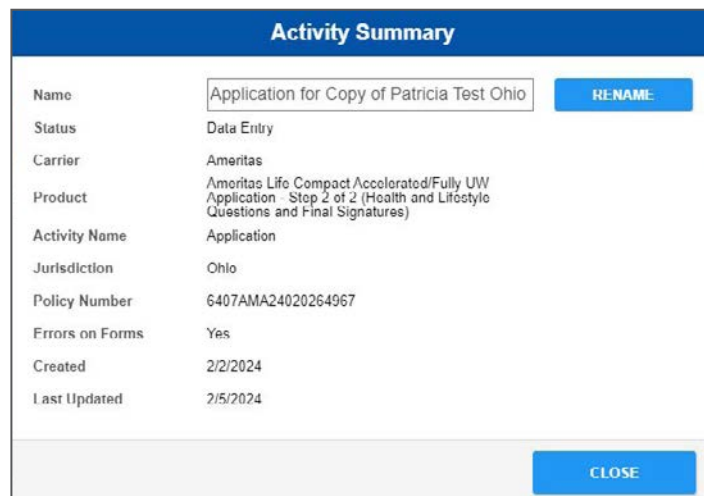 Activity Summary
Name Application for Copy of Patricia Test Ohio RENAME
Status Data Entry
Carrier Ameritas
Product Ameritas Life Compact Accelerated/Fully UW
Application - Step 2 of 2 (Health and Lifestyle
Questions and Final Signatures)
Activity Name Application
Jurisdiction Ohio
Policy Number 6407AMA24020264967
Errors on Forms Yes
Created 2/2/2024
Last Updated 2/5/2024
CLOSE